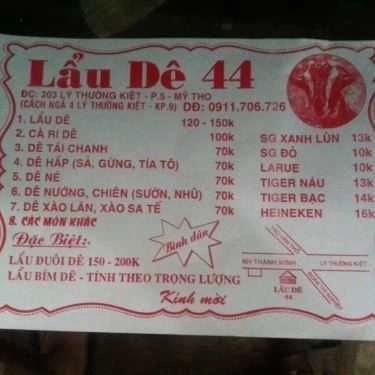 Lẩu Dê 44
ĐC: 203 LÝ THƯỜNG KIỆT - P.5 - MỸ THO
(CÁCH NGÃ 4 LÝ THƯỜNG KIỆT - KP.9) DĐ: 0911.706.726
1. LẨU DÊ 120 - 150k
2. CÀ RI DÊ 100k
3. DÊ TÁI CHANH 70k
4. DÊ HẤP (SẢ, GỪNG, TÍA TÔ) 70k
5. DÊ NÉ 70k
6. DÊ NƯỚNG, CHIÊN (SƯỜN, NHŨ) 70k
7. DÊ XÀO LĂN, XÀO SA TẾ 70k
8. CÁC MÓN KHÁC
SG XANH LÙN 13k
SG ĐỎ 10k
LARUE 10k
TIGER NÂU 13k
TIGER BẠC 14k
HEINEKEN 16k
Đặc Biệt:
Bình dân
LẨU ĐUÔI DÊ 150 - 200K
LẨU BÍM DÊ - TÍNH THEO TRỌNG LƯỢNG
Kính mời
LÝ THƯỜNG KIỆT
LẨU DÊ
44